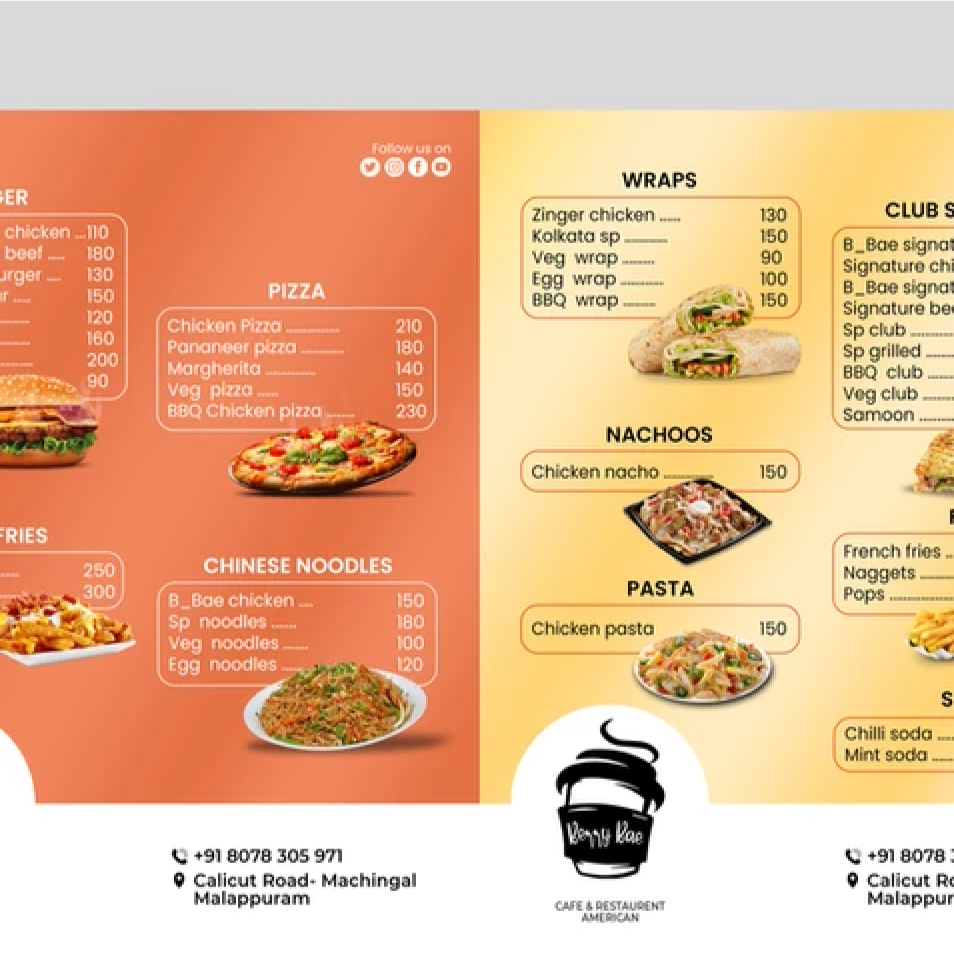 Follow us on
GER
chicken ...110
beef ..... 180
urger .... 130
r ..... 150
120
160
200
90
FRIES
250
300
PIZZA
Chicken Pizza ............... 210
Pananeer pizza ............ 180
Margherita .............. 140
Veg pizza ...... 150
BBQ Chicken pizza ........ 230
CHINESE NOODLES
B_Bae chicken .... 150
Sp noodles ....... 180
Veg noodles ....... 100
Egg noodles ...... 120
WRAPS
Zinger chicken ...... 130
Kolkata sp ............ 150
Veg wrap ......... 90
Egg wrap .......... 100
BBQ wrap ......... 150
NACHOOS
Chicken nacho .............. 150
PASTA
Chicken pasta 150
CLUB S
B_Bae signat
Signature chi
B_Bae signat
Signature bee
Sp club ............
Sp grilled .......
BBQ club .......
Veg club ........
Samoon ..........
F
French fries ..
Naggets .........
Pops ..................
S
Chilli soda .....
Mint soda ......
Berry Bae
CAFE & RESTAURENT
AMERICAN
+91 8078 305 971
Calicut Road- Machingal
Malappuram
+91 8078 3
Calicut Ro
Malappur